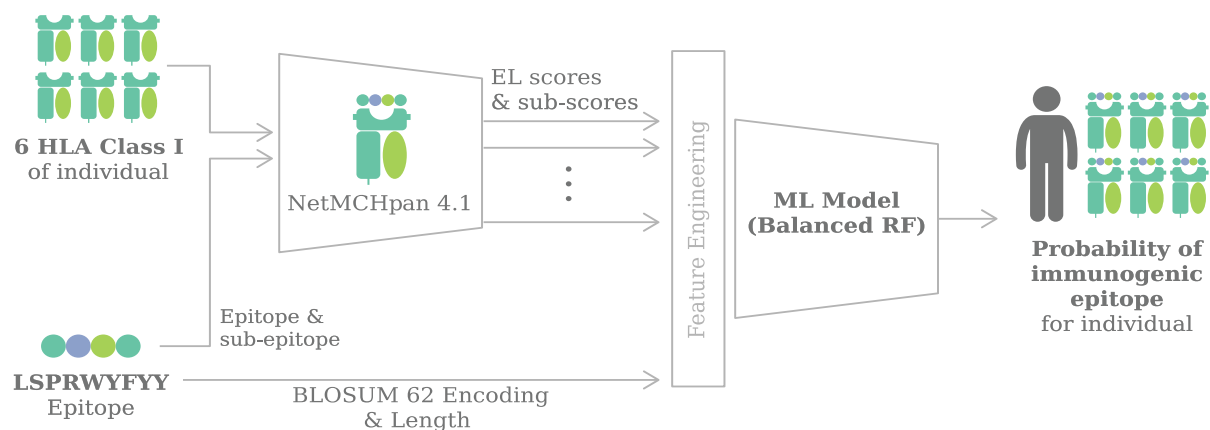 6 HLA Class I
of individual
EL scores
& sub-scores
NetMCHpan 4.1
Epitope &
sub-epitope
LSPRWYFYY
Epitope
BLOSUM 62 Encoding
& Length
Feature Engineering
ML Model
(Balanced RF)
Probability of
immunogenic
epitope
for individual